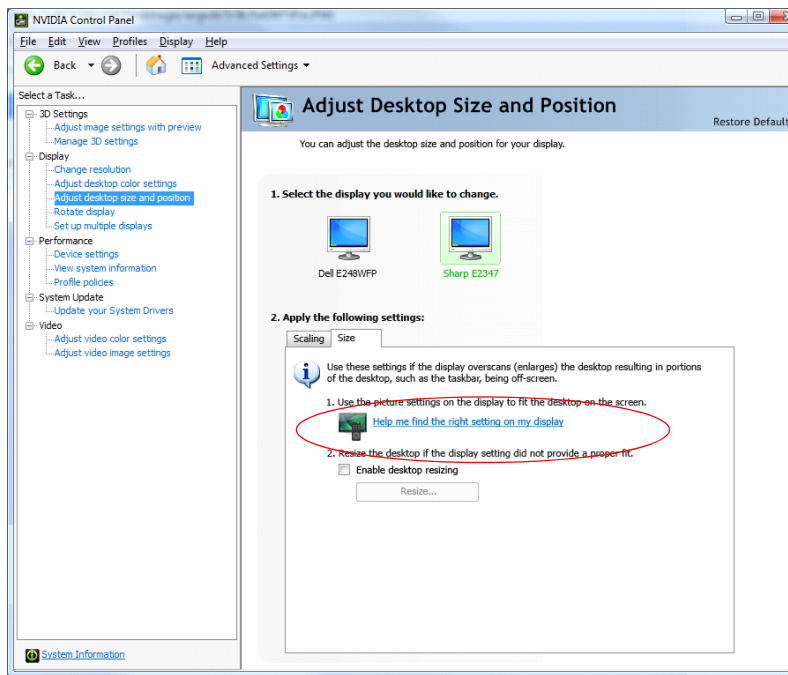 NVIDIA Control Panel
File Edit View Profiles Display Help
Back Advanced Settings
Select a Task...
3D Settings
Adjust image settings with preview
Manage 3D settings
Display
Change resolution
Adjust desktop color settings
Adjust desktop size and position
Rotate display
Set up multiple displays
Performance
Device settings
View system information
Profile policies
System Update
Update your System Drivers
Video
Adjust video color settings
Adjust video image settings
System Information
Adjust Desktop Size and Position
Restore Default
You can adjust the desktop size and position for your display.
1. Select the display you would like to change.
Dell E248WFP Sharp E2347
2. Apply the following settings:
Scaling Size
Use these settings if the display overscans (enlarges) the desktop resulting in portions
of the desktop, such as the taskbar, being off-screen.
1. Use the picture settings on the display to fit the desktop on the screen.
Help me find the right setting on my display
2. Resize the desktop if the display setting did not provide a proper fit.
Enable desktop resizing
Resize...